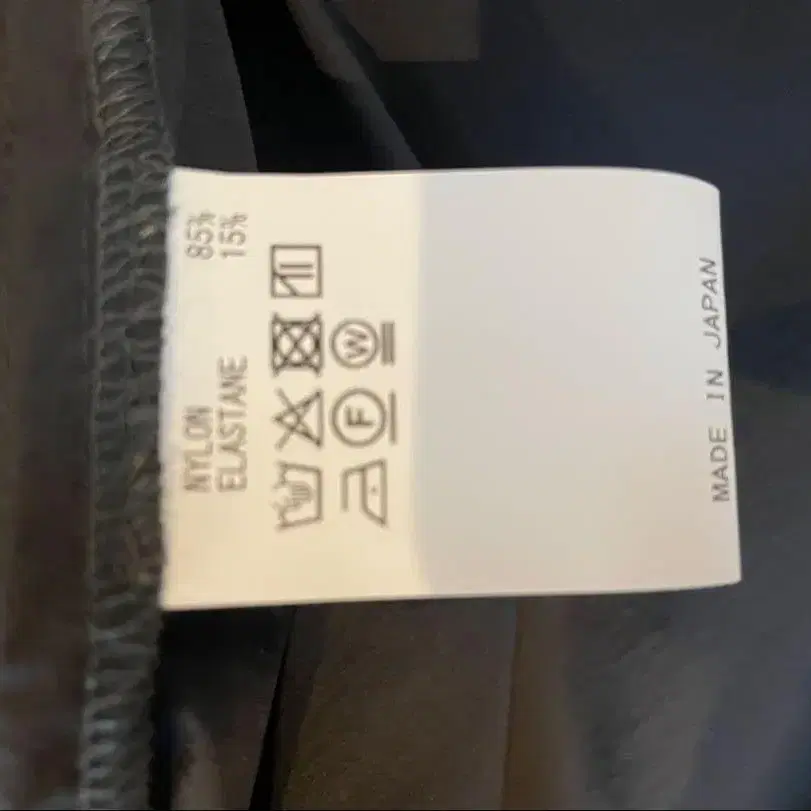 NYLON 85%
ELASTANE 15%
F
W
MADE IN JAPAN